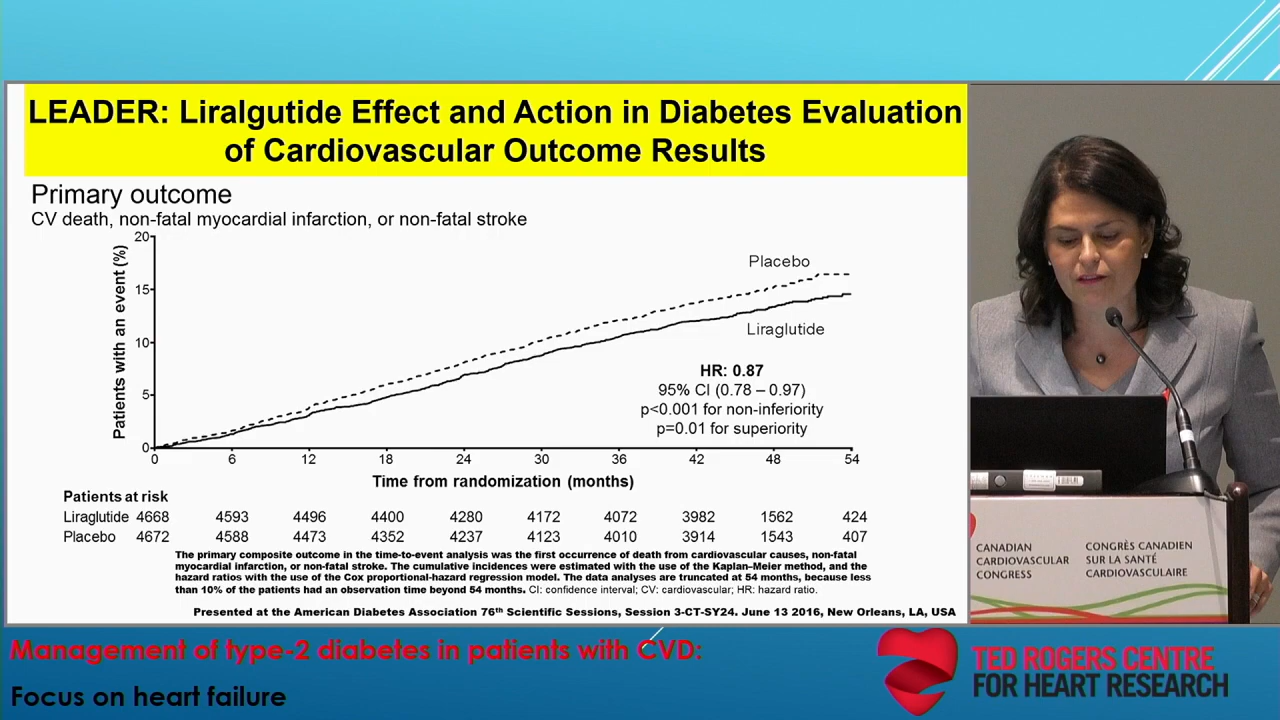 LEADER: Liralgutide Effect and Action in Diabetes Evaluation
of Cardiovascular Outcome Results
Primary outcome
CV death, non-fatal myocardial infarction, or non-fatal stroke
Patients with an event (%)
20
15
10
5
0
Placebo
Liraglutide
HR: 0.87
95% CI (0.78 – 0.97)
p<0.001 for non-inferiority
p=0.01 for superiority
0 6 12 18 24 30 36 42 48 54
Time from randomization (months)
Patients at risk
Liraglutide 4668 4593 4496 4400 4280 4172 4072 3982 1562 424
Placebo 4672 4588 4473 4352 4237 4123 4010 3914 1543 407
The primary composite outcome in the time-to-event analysis was the first occurrence of death from cardiovascular causes, non-fatal
myocardial infarction, or non-fatal stroke. The cumulative incidences were estimated with the use of the Kaplan–Meier method, and the
hazard ratios with the use of the Cox proportional-hazard regression model. The data analyses are truncated at 54 months, because less
than 10% of the patients had an observation time beyond 54 months. CI: confidence interval; CV: cardiovascular; HR: hazard ratio.
Presented at the American Diabetes Association 76th Scientific Sessions, Session 3-CT-SY24. June 13 2016, New Orleans, LA, USA
CANADIAN
CARDIOVASCULAR
CONGRESS
CONGRÈS CANADIEN
SUR LA SANTÉ
CARDIOVASCULAIRE
Management of type-2 diabetes in patients with CVD:
Focus on heart failure
TED ROGERS CENTRE
FOR HEART RESEARCH